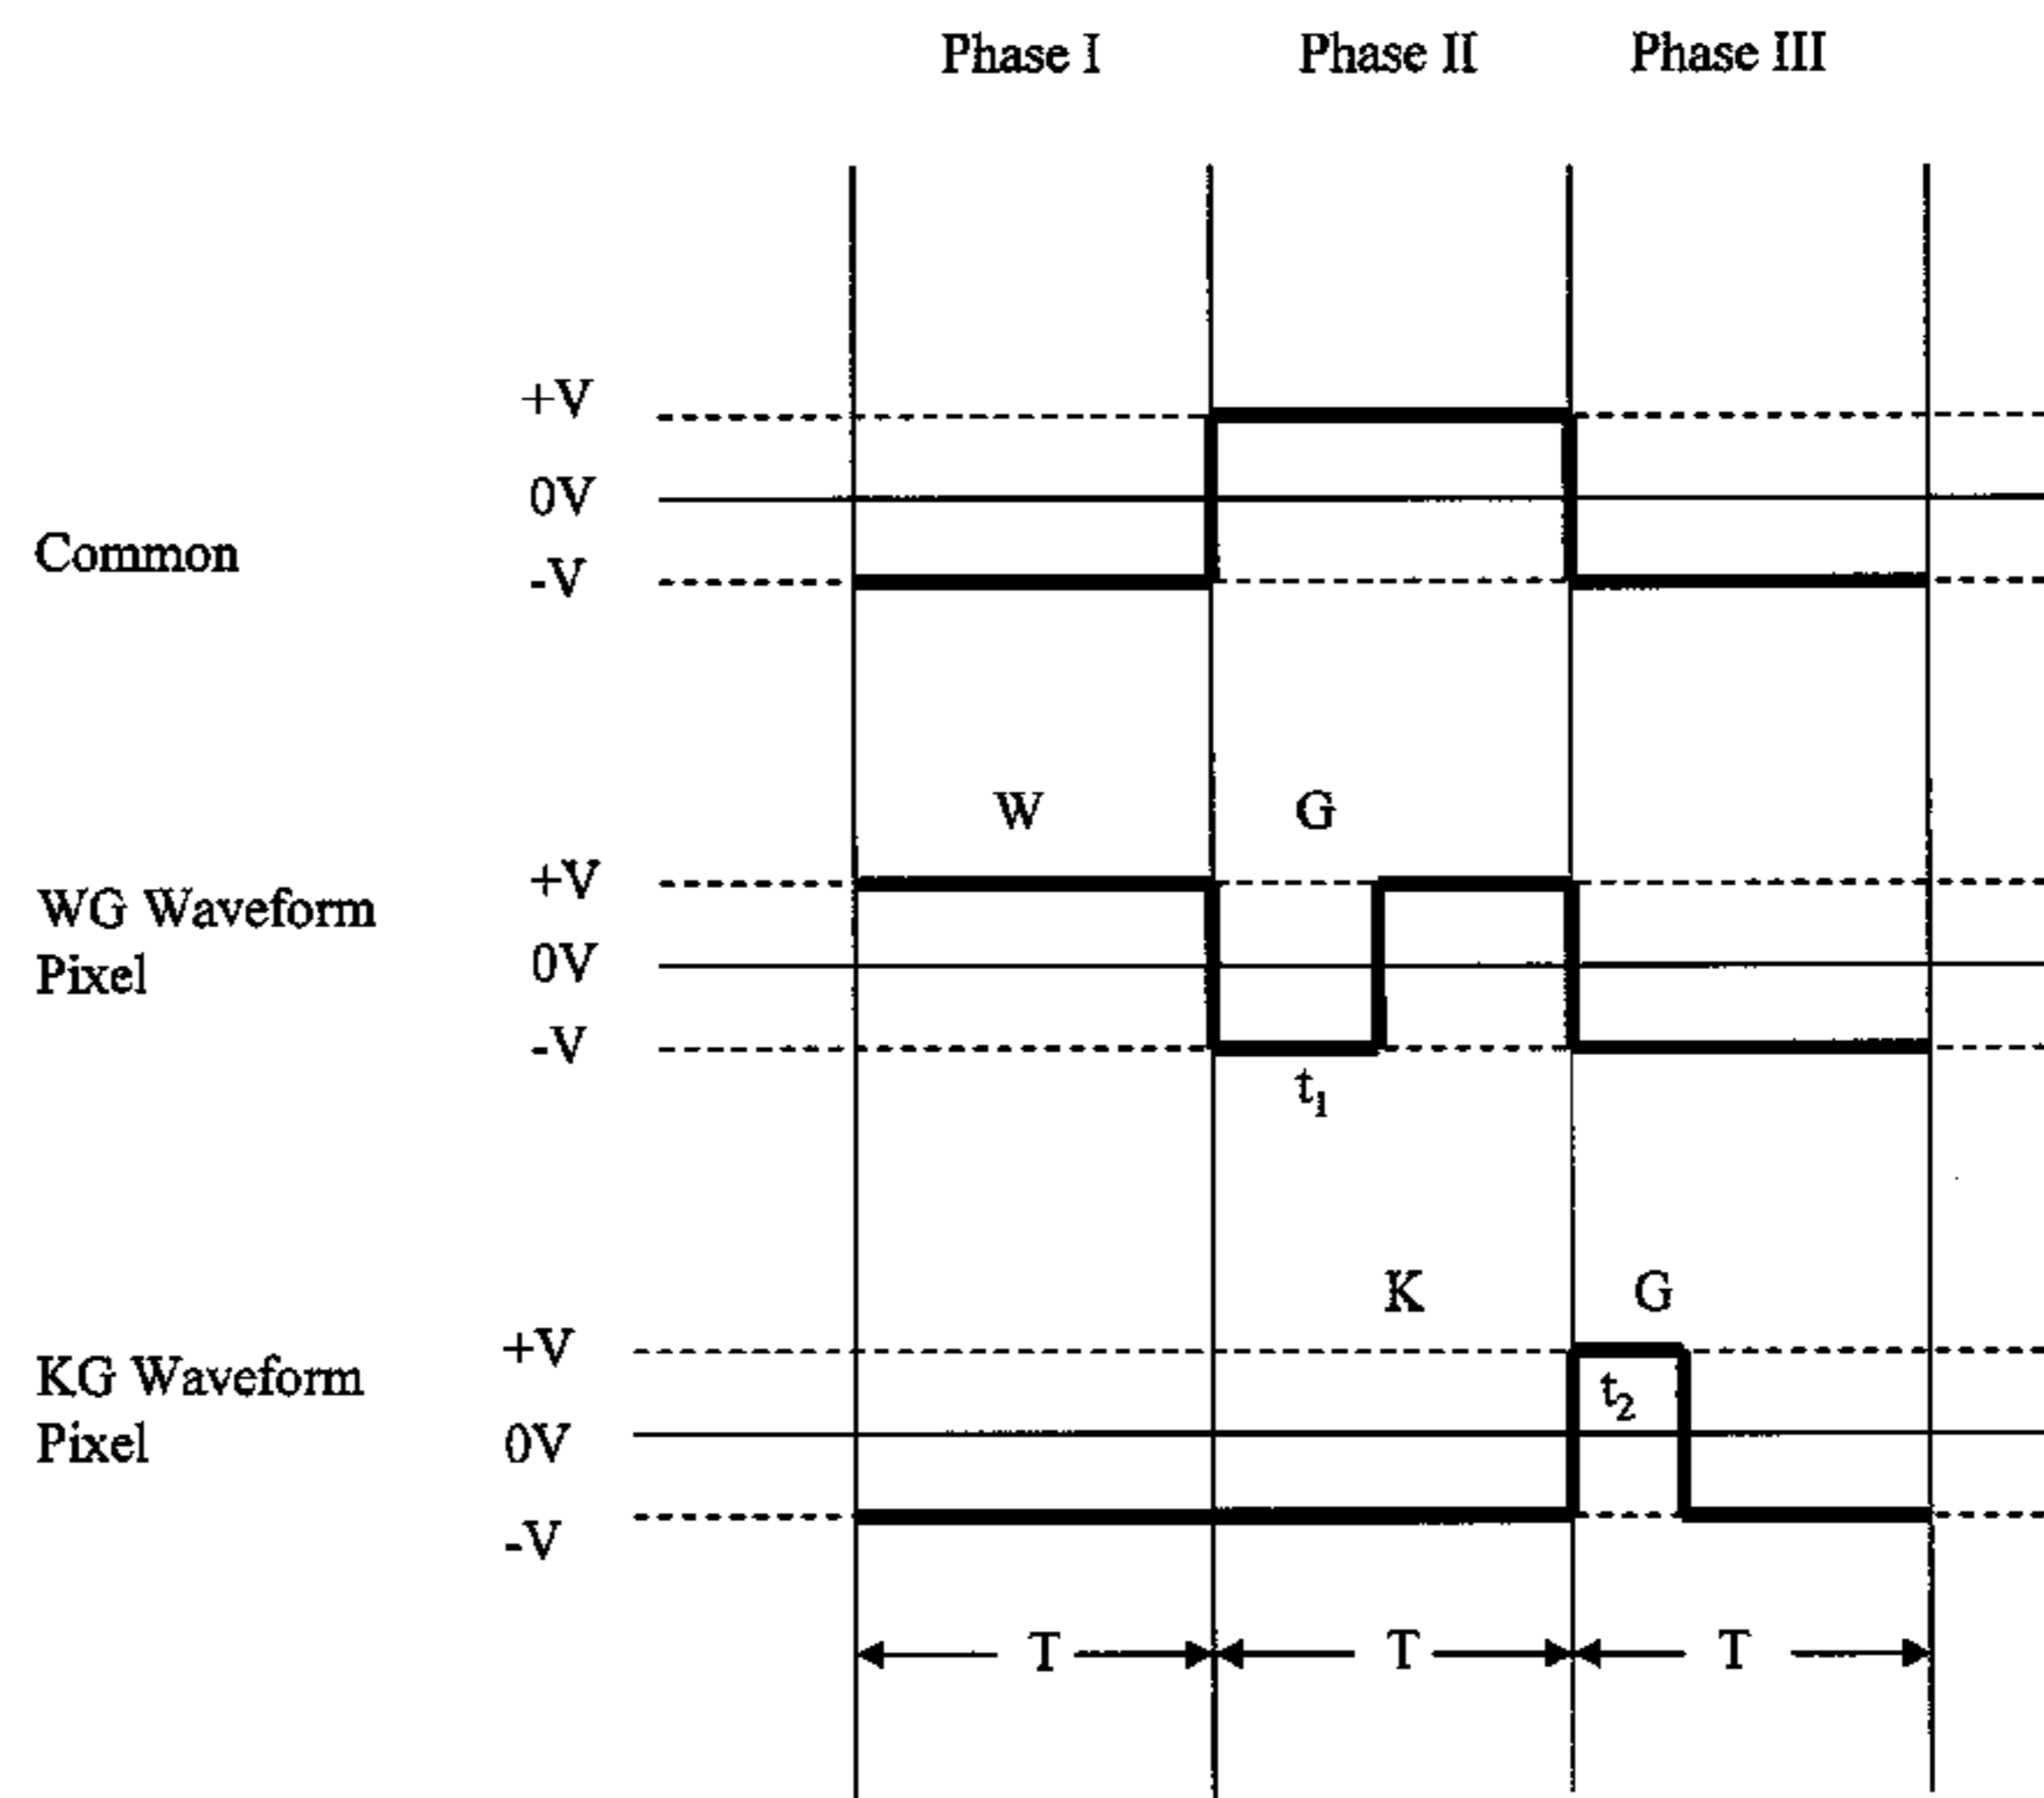 Phase I Phase II Phase III
+V
0V
Common
-V
W G
+V
WG Waveform
0V
Pixel
-V
t1
K G
+V
KG Waveform
t2
0V
Pixel
-V
T T T